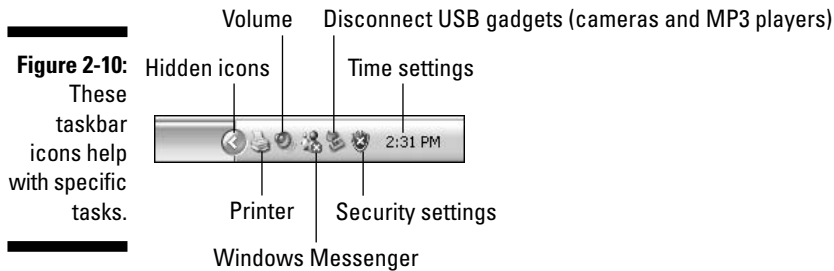 Volume
Disconnect USB gadgets (cameras and MP3 players)
Figure 2-10:
These
taskbar
icons help
with specific
tasks.
Hidden icons
Time settings
2:31 PM
Printer
Security settings
Windows Messenger